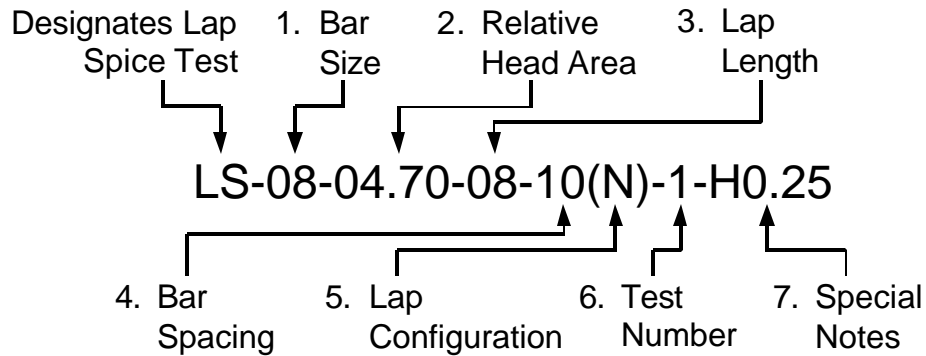 Designates Lap
Spice Test
1. Bar
Size
2. Relative
Head Area
3. Lap
Length
LS-08-04.70-08-10(N)-1-H0.25
4. Bar
Spacing
5. Lap
Configuration
6. Test
Number
7. Special
Notes